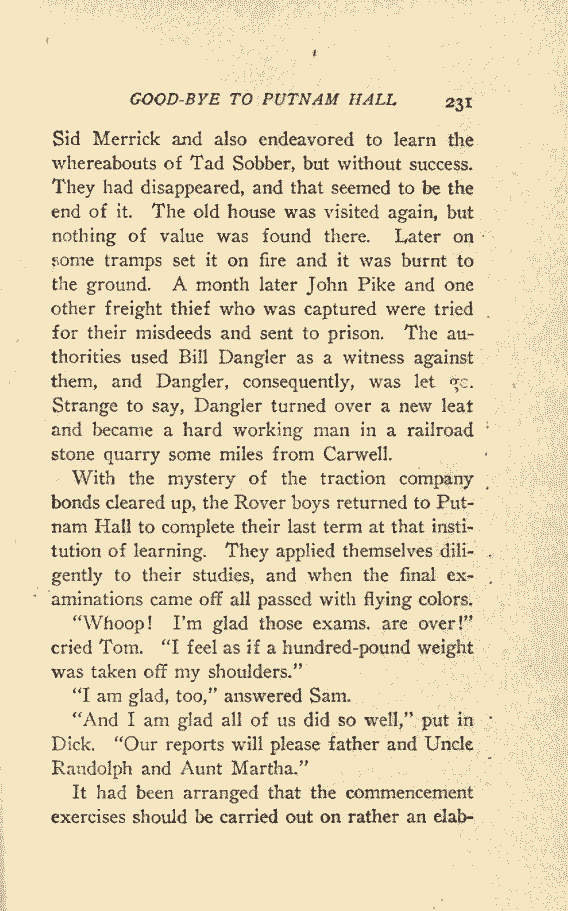 GOOD-BYE TO PUTNAM HALL 231
Sid Merrick and also endeavored to learn the
whereabouts of Tad Sobber, but without success.
They had disappeared, and that seemed to be the
end of it. The old house was visited again, but
nothing of value was found there. Later on
some tramps set it on fire and it was burnt to
the ground. A month later John Pike and one
other freight thief who was captured were tried
for their misdeeds and sent to prison. The au-
thorities used Bill Dangler as a witness against
them, and Dangler, consequently, was let go.
Strange to say, Dangler turned over a new leaf
and became a hard working man in a railroad
stone quarry some miles from Carwell.
With the mystery of the traction company
bonds cleared up, the Rover boys returned to Put-
nam Hall to complete their last term at that insti-
tution of learning. They applied themselves dili-
gently to their studies, and when the final ex-
aminations came off all passed with flying colors.
"Whoop! I'm glad those exams. are over!"
cried Tom. "I feel as if a hundred-pound weight
was taken off my shoulders."
"I am glad, too," answered Sam.
"And I am glad all of us did so well," put in
Dick. "Our reports will please father and Uncle
Randolph and Aunt Martha."
It had been arranged that the commencement
exercises should be carried out on rather an elab-